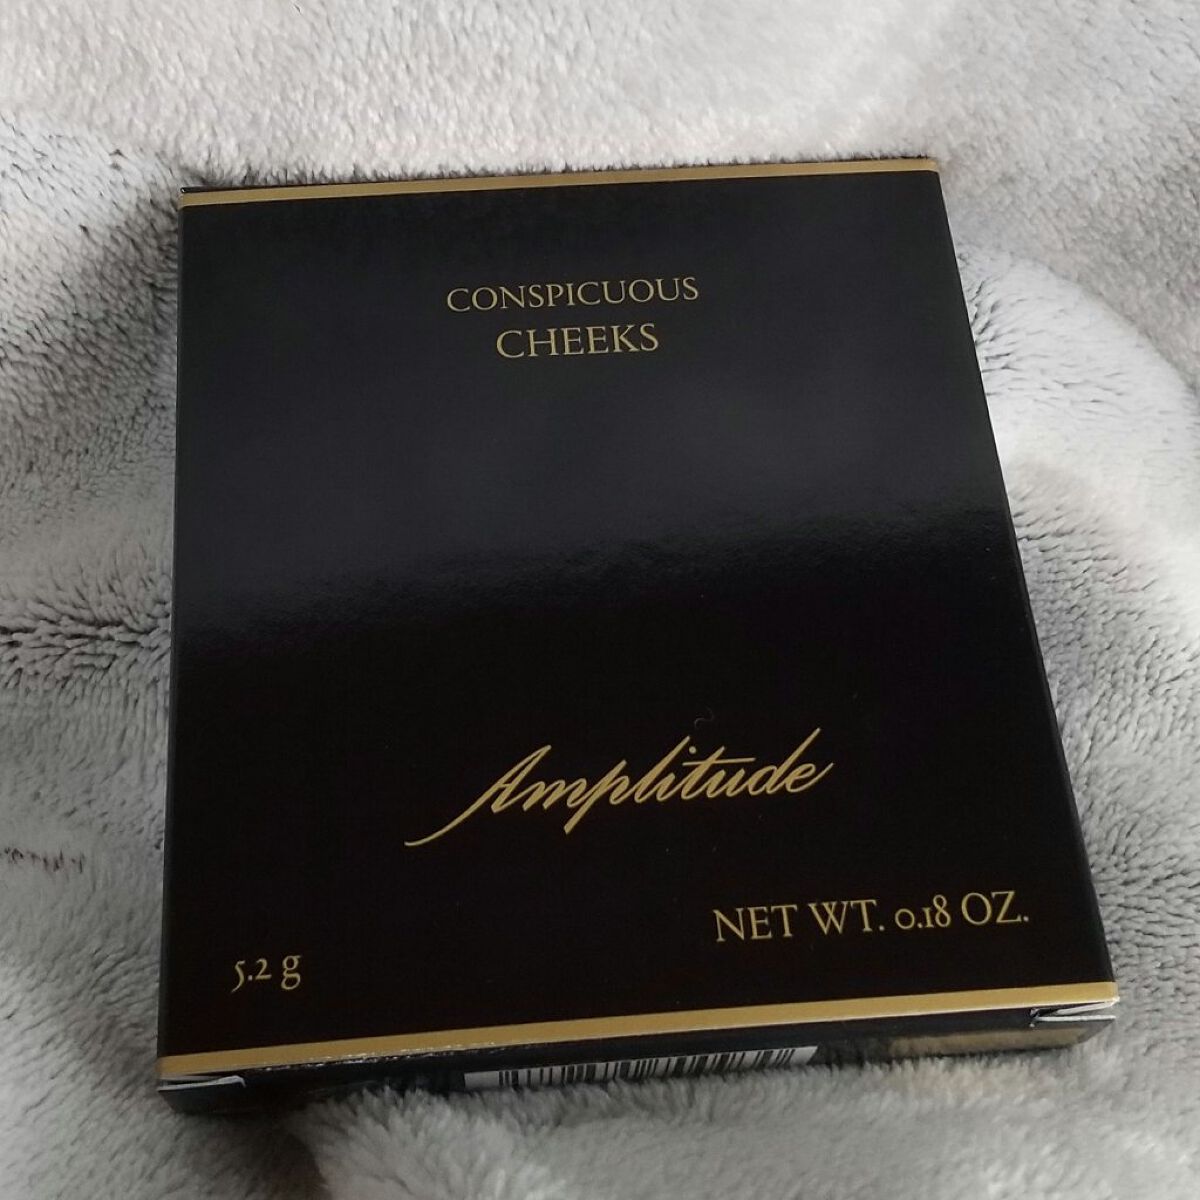 CONSPICUOUS
CHEEKS
Amplitude
5.2 g
NET WT. 0.18 OZ.